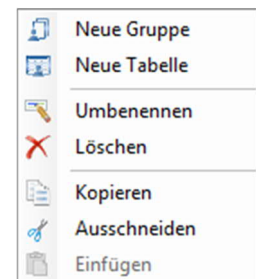 Neue Gruppe
Neue Tabelle
Umbenennen
Löschen
Kopieren
Ausschneiden
Einfügen